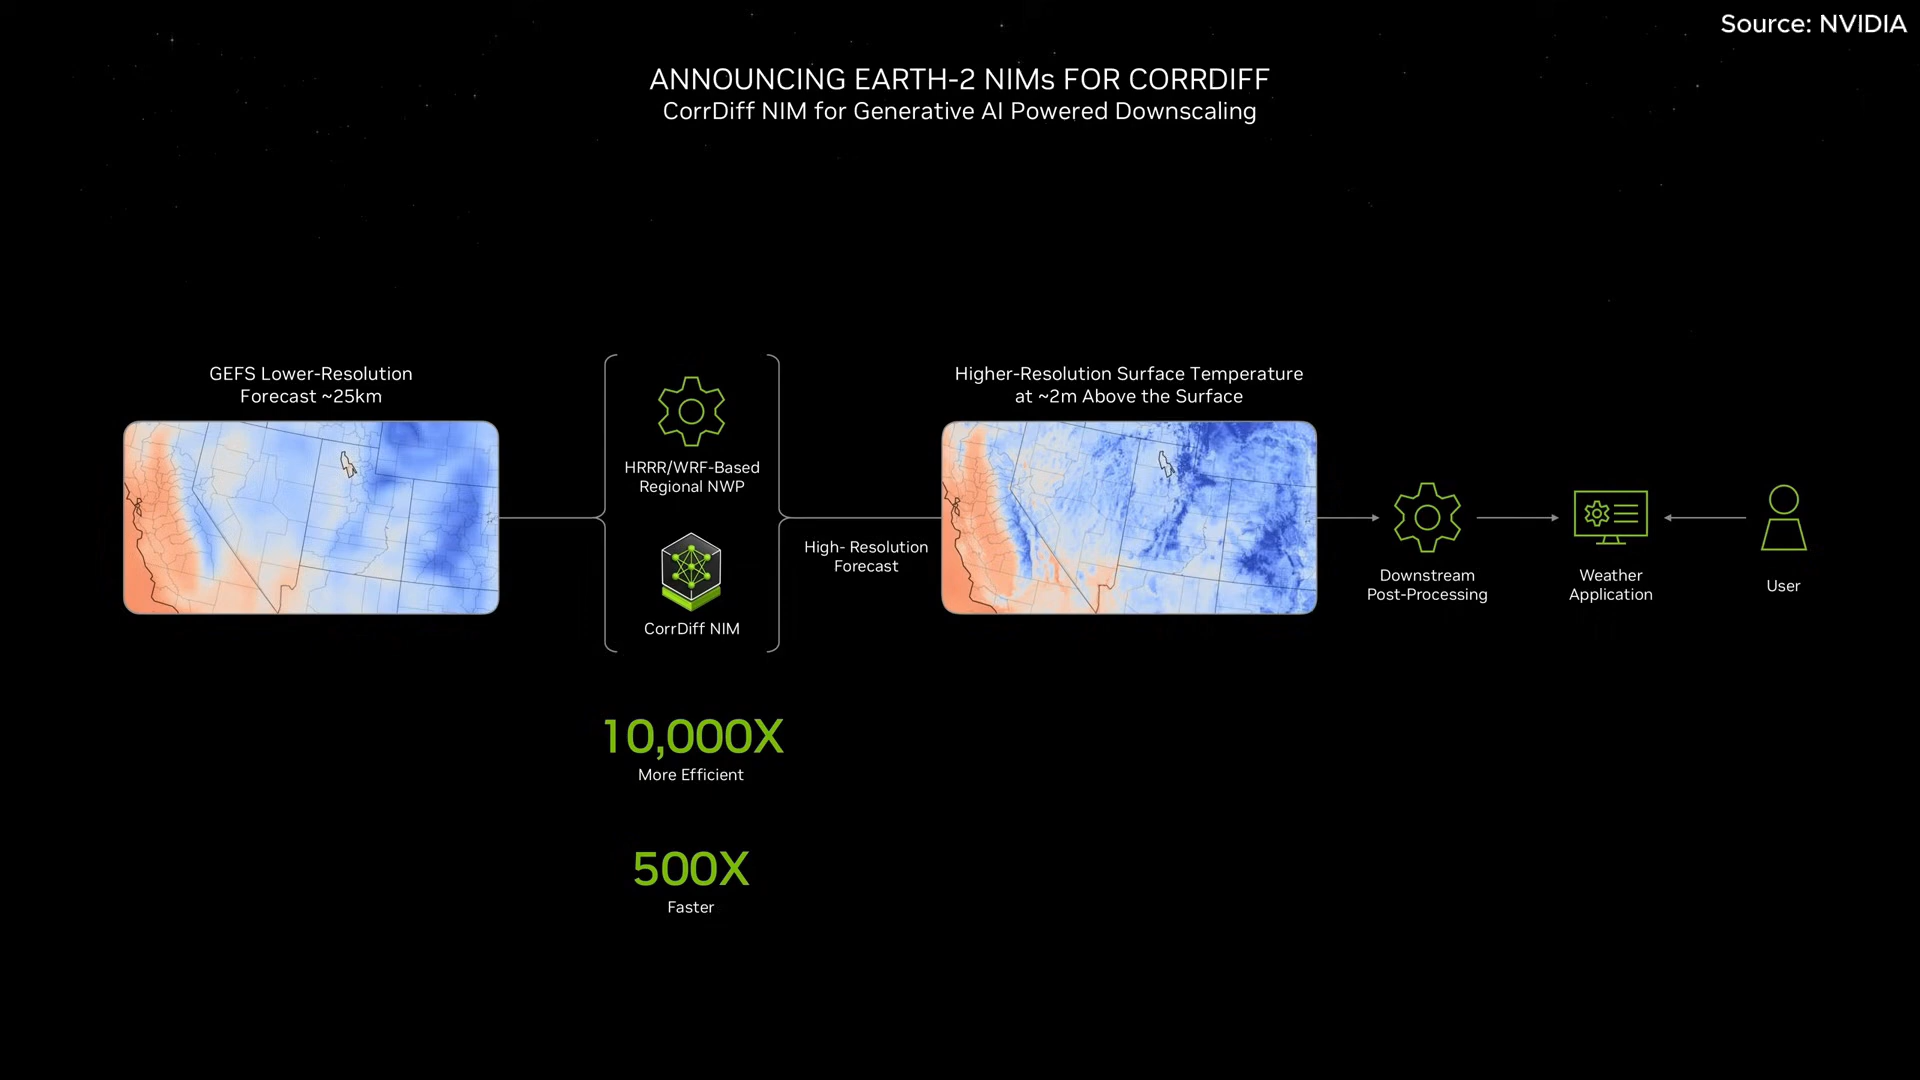 Source: NVIDIA
ANNOUNCING EARTH-2 NIMs FOR CORRDIFF
CorrDiff NIM for Generative AI Powered Downscaling
GEFS Lower-Resolution
Forecast ~25km
HRRR/WRF-Based
Regional NWP
CorrDiff NIM
High- Resolution
Forecast
Higher-Resolution Surface Temperature
at ~2m Above the Surface
Downstream
Post-Processing
Weather
Application
User
10,000X
More Efficient
500X
Faster